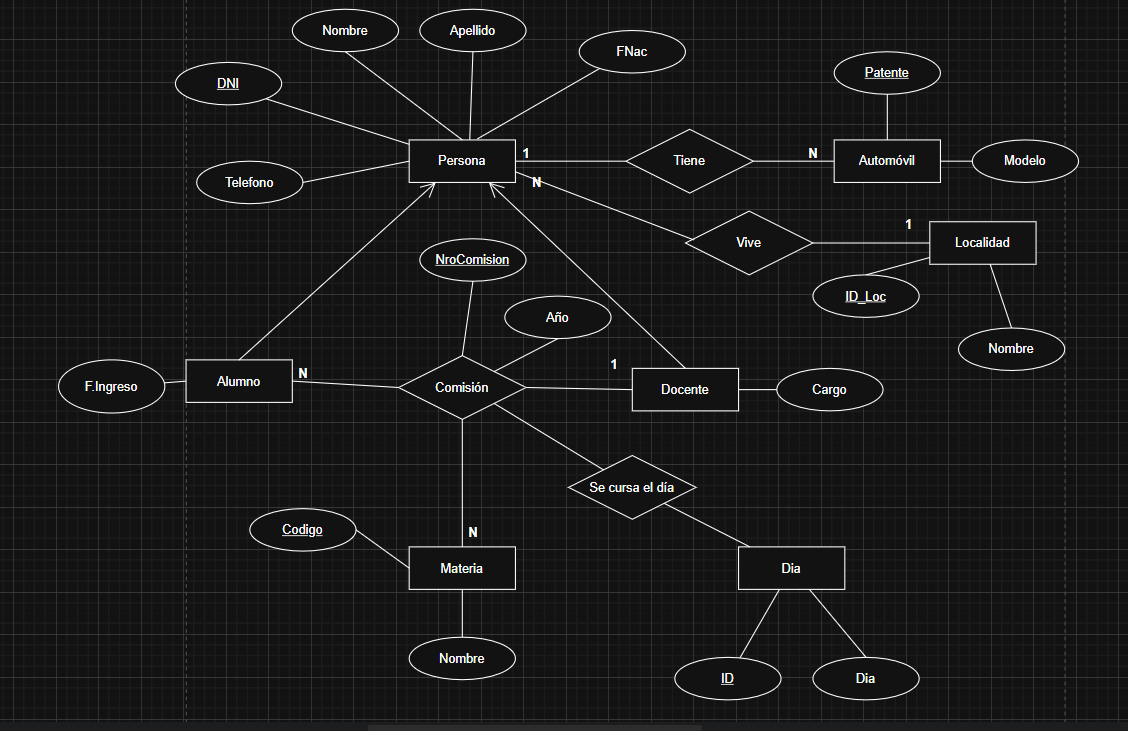 Nombre
Apellido
FNac
DNI
Patente
Persona
1
Tiene
N
Automóvil
Modelo
Telefono
N
Vive
1
Localidad
NroComision
ID_Loc
Año
Nombre
F.Ingreso
Alumno
N
Comisión
1
Docente
Cargo
Se cursa el día
Codigo
N
Materia
Dia
Nombre
ID
Dia